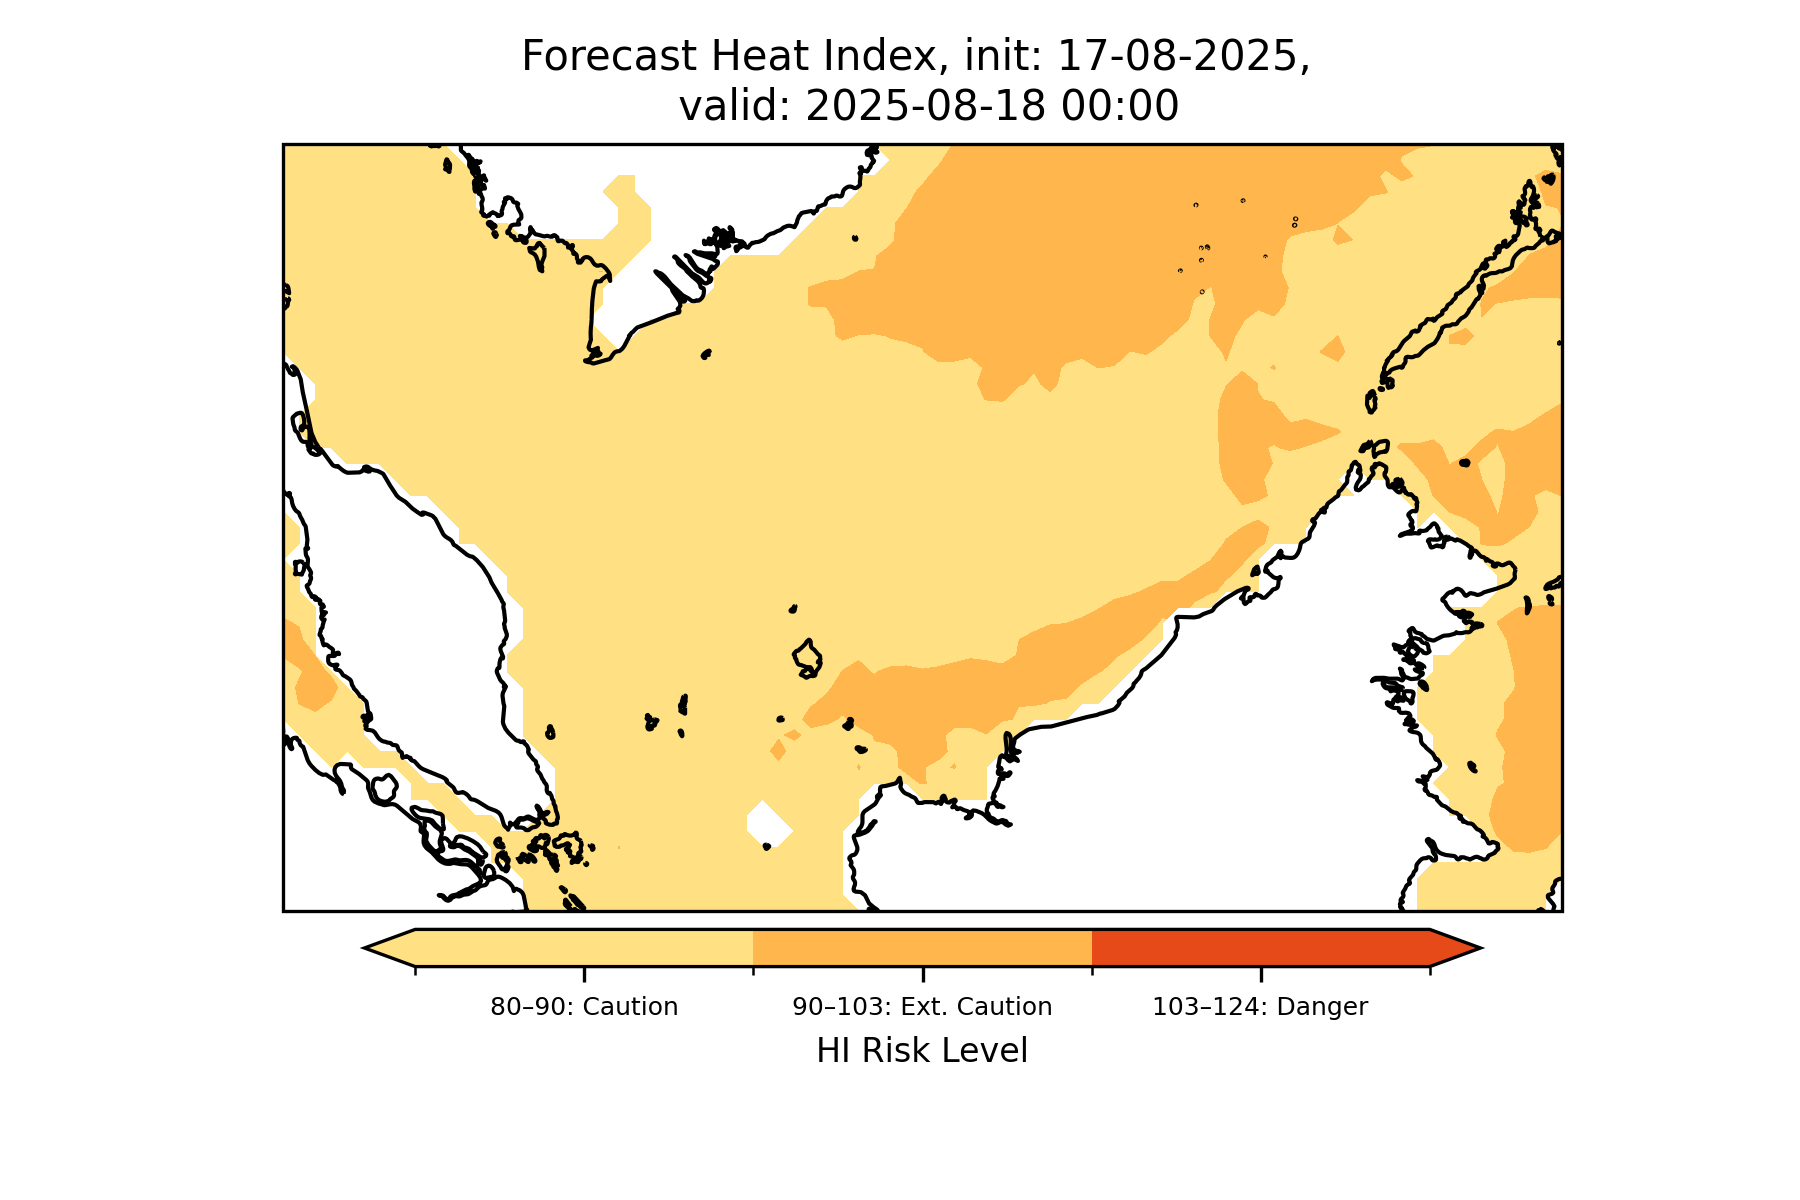 Forecast Heat Index, init: 17-08-2025,
valid: 2025-08-18 00:00
80–90: Caution
90–103: Ext. Caution
103–124: Danger
HI Risk Level